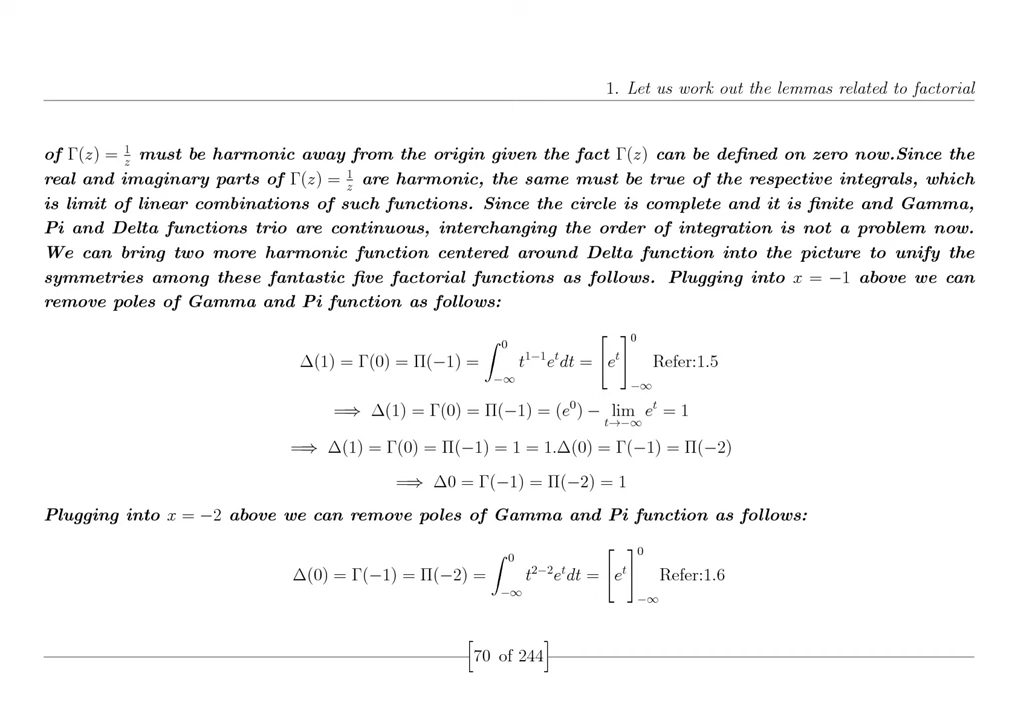 1. Let us work out the lemmas related to factorial
of Γ(z) = 1/z must be harmonic away from the origin given the fact Γ(z) can be defined on zero now.Since the
real and imaginary parts of Γ(z) = 1/z are harmonic, the same must be true of the respective integrals, which
is limit of linear combinations of such functions. Since the circle is complete and it is finite and Gamma,
Pi and Delta functions trio are continuous, interchanging the order of integration is not a problem now.
We can bring two more harmonic function centered around Delta function into the picture to unify the
symmetries among these fantastic five factorial functions as follows. Plugging into x = −1 above we can
remove poles of Gamma and Pi function as follows:
Δ(1) = Γ(0) = Π(−1) = ∫_{−∞}^{0} t^{1−1}e^t dt = [e^t]_{−∞}^{0} Refer:1.5
⟹ Δ(1) = Γ(0) = Π(−1) = (e^0) − lim_{t→−∞} e^t = 1
⟹ Δ(1) = Γ(0) = Π(−1) = 1 = 1.Δ(0) = Γ(−1) = Π(−2)
⟹ Δ0 = Γ(−1) = Π(−2) = 1
Plugging into x = −2 above we can remove poles of Gamma and Pi function as follows:
Δ(0) = Γ(−1) = Π(−2) = ∫_{−∞}^{0} t^{2−2}e^t dt = [e^t]_{−∞}^{0} Refer:1.6
[70 of 244]